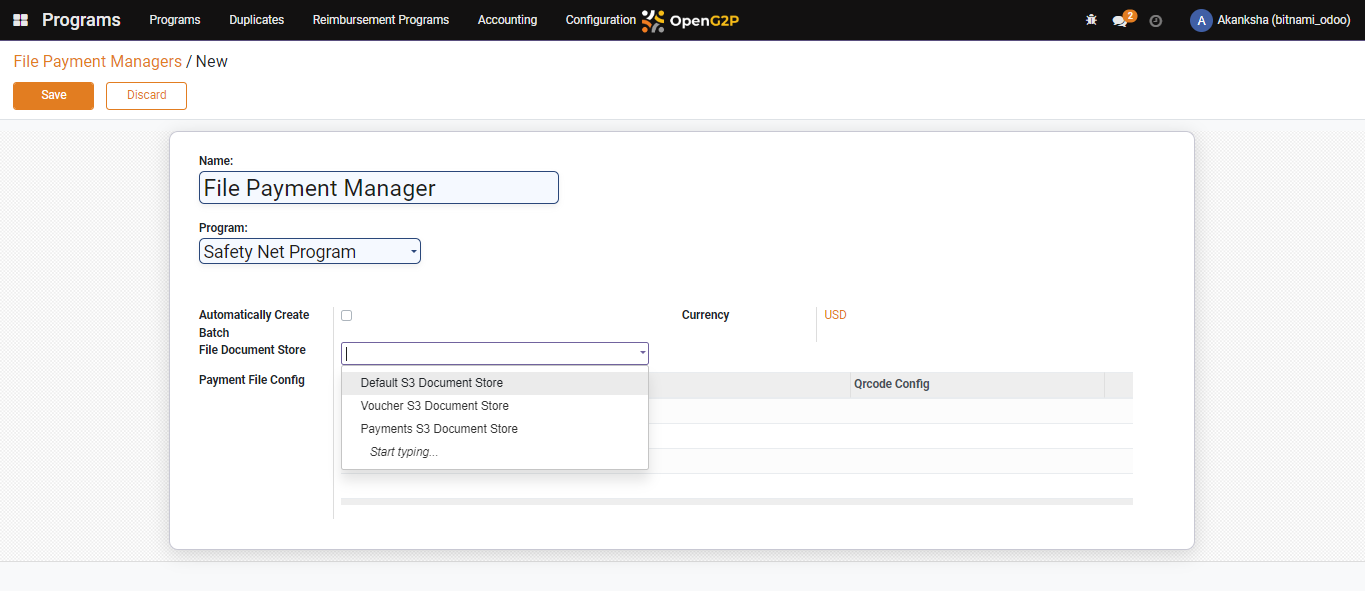 Programs Programs Duplicates Reimbursement Programs Accounting Configuration OpenG2P 2 A Akanksha (bitnami_odoo)
File Payment Managers / New
Save Discard
Name:
File Payment Manager
Program:
Safety Net Program
Automatically Create Batch Currency USD
File Document Store
Payment File Config Qrcode Config
Default S3 Document Store
Voucher S3 Document Store
Payments S3 Document Store
Start typing...